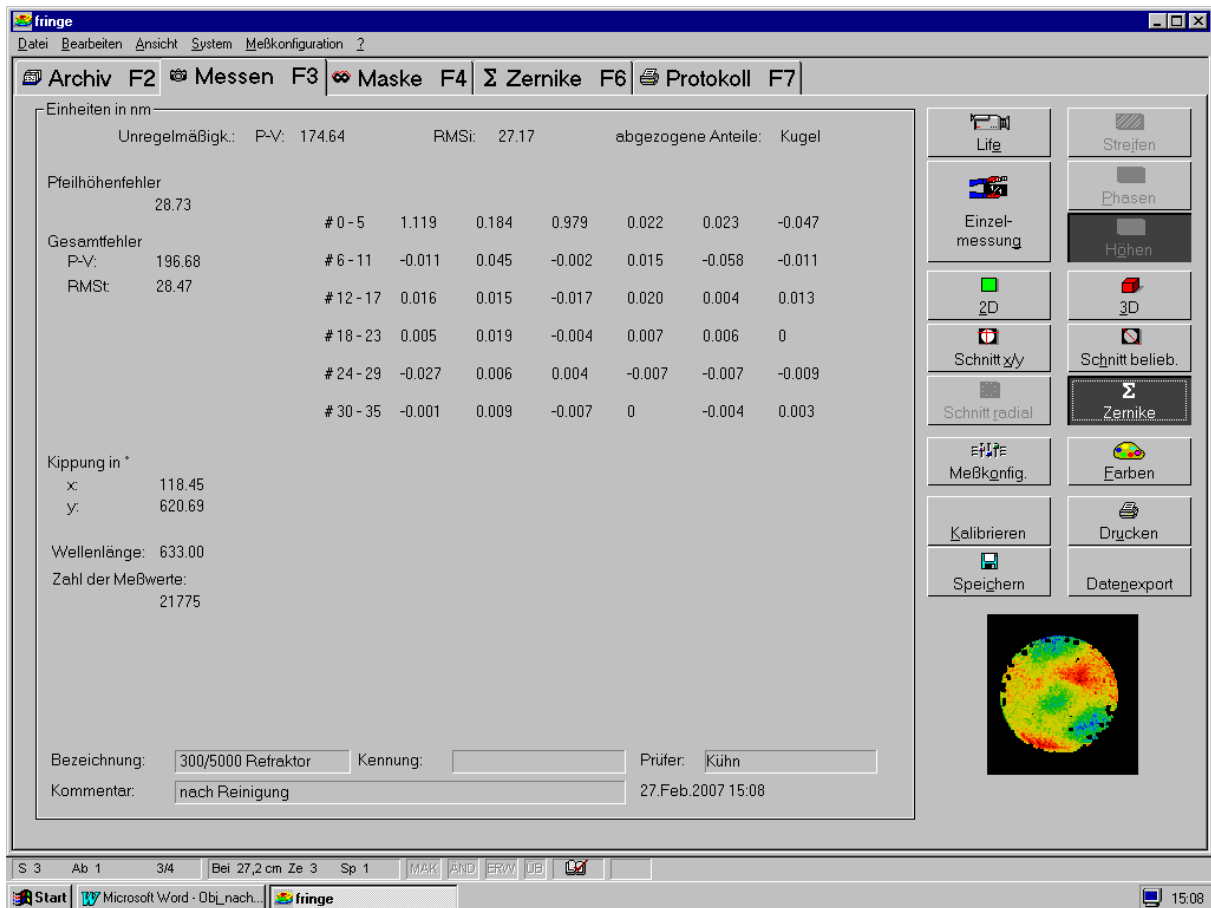 fringe
Datei Bearbeiten Ansicht System Meßkonfiguration ?
Archiv F2 Messen F3 Maske F4 Σ Zernike F6 Protokoll F7
Einheiten in nm
Unregelmäßigk.: P-V: 174.64 RMSi: 27.17 abgezogene Anteile: Kugel
Pfeilhöhenfehler
28.73
# 0 - 5 1.119 0.184 0.979 0.022 0.023 -0.047
Gesamtfehler
P-V: 196.68 # 6 - 11 -0.011 0.045 -0.002 0.015 -0.058 -0.011
RMSt: 28.47
# 12 - 17 0.016 0.015 -0.017 0.020 0.004 0.013
# 18 - 23 0.005 0.019 -0.004 0.007 0.006 0
# 24 - 29 -0.027 0.006 0.004 -0.007 -0.007 -0.009
# 30 - 35 -0.001 0.009 -0.007 0 -0.004 0.003
Kippung in "
x: 118.45
y: 620.69
Wellenlänge: 633.00
Zahl der Meßwerte:
21775
Bezeichnung: 300/5000 Refraktor Kennung: Prüfer: Kühn
Kommentar: nach Reinigung 27.Feb.2007 15:08
Life Streifen
Phasen
Einzel-
messung Höhen
2D 3D
Schnitt x/y Schnitt belieb.
Schnitt radial Σ Zernike
Meßkonfig. Farben
Kalibrieren Drucken
Speichern Datenexport
S 3 Ab 1 3/4 Bei 27,2 cm Ze 3 Sp 1 MAK ÄND ERW ÜB
Start Microsoft Word - Obj_nach... fringe 15:08